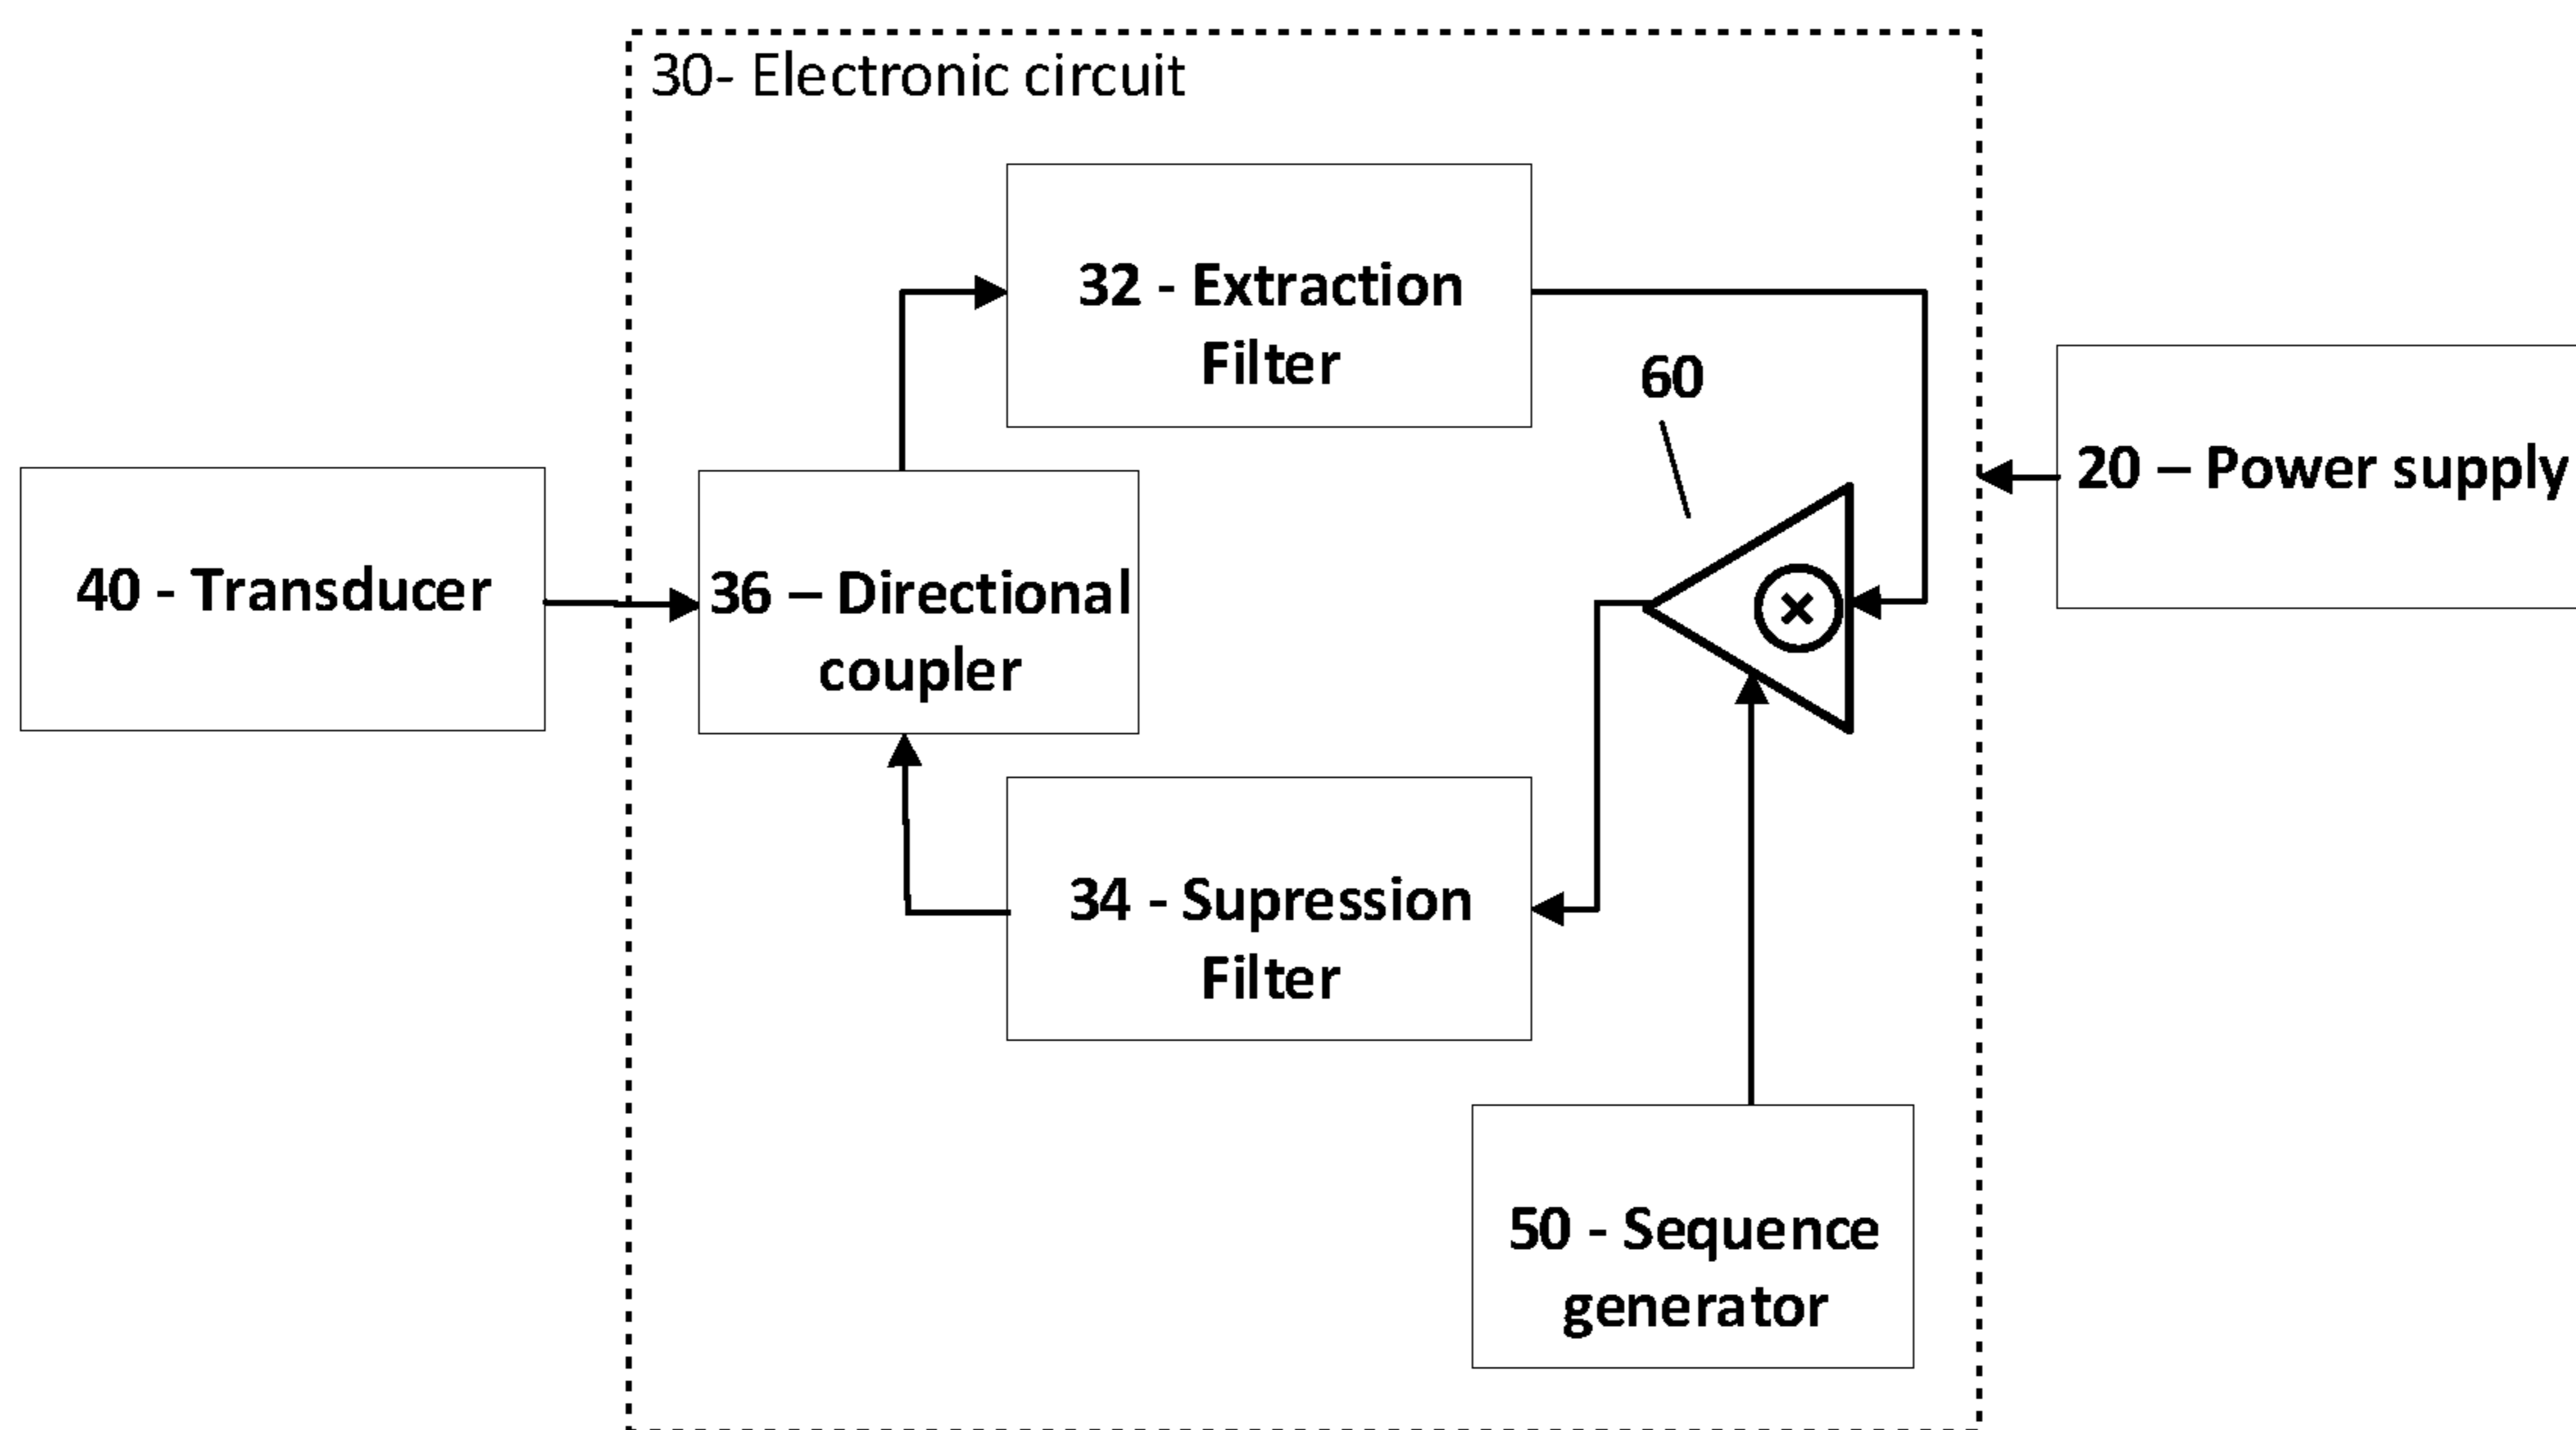 30- Electronic circuit
32 - Extraction
Filter
60
20 – Power supply
40 - Transducer
36 – Directional
coupler
34 - Supression
Filter
50 - Sequence
generator